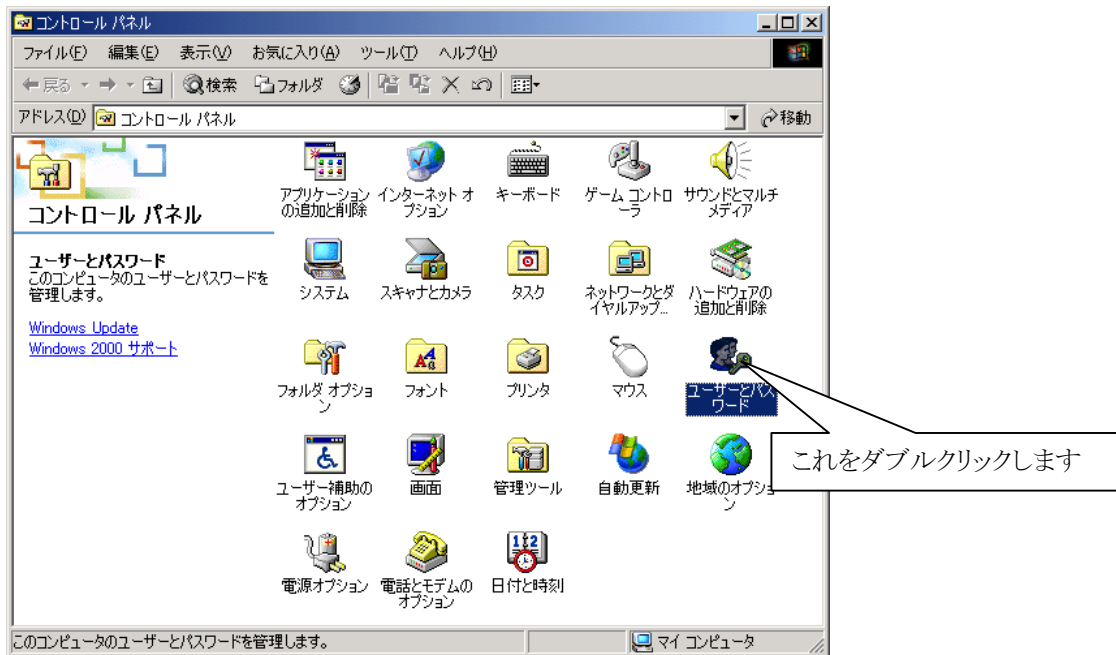 コントロール パネル
ファイル(F) 編集(E) 表示(V) お気に入り(A) ツール(T) ヘルプ(H)
戻る 検索 フォルダ
アドレス(D) コントロール パネル 移動
コントロール パネル
ユーザーとパスワード
このコンピュータのユーザーとパスワードを
管理します。
Windows Update
Windows 2000 サポート
アプリケーション
の追加と削除
インターネット オ
プション
キーボード
ゲーム コントロ
ーラ
サウンドとマルチ
メディア
システム
スキャナとカメラ
タスク
ネットワークとダ
イヤルアップ...
ハードウェアの
追加と削除
フォルダ オプショ
ン
フォント
プリンタ
マウス
ユーザーとパス
ワード
これをダブルクリックします
ユーザー補助の
オプション
画面
管理ツール
自動更新
地域のオプショ
ン
電源オプション
電話とモデムの
オプション
日付と時刻
このコンピュータのユーザーとパスワードを管理します。
マイ コンピュータ